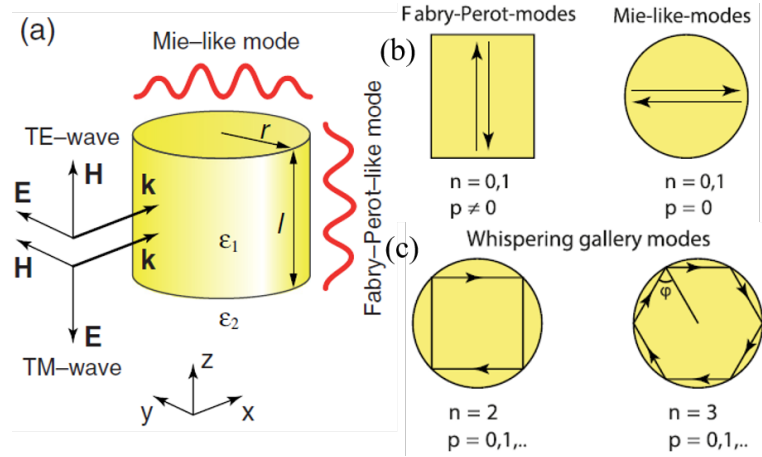 (a)
Mie–like mode
TE–wave
H
E
k
r
l
ε1
Fabry–Perot–like mode
H
k
E
ε2
TM–wave
z
y
x
(b)
Fabry-Perot-modes
Mie-like-modes
n = 0,1
p ≠ 0
n = 0,1
p = 0
(c)
Whispering gallery modes
φ
n = 2
p = 0,1,..
n = 3
p = 0,1,..